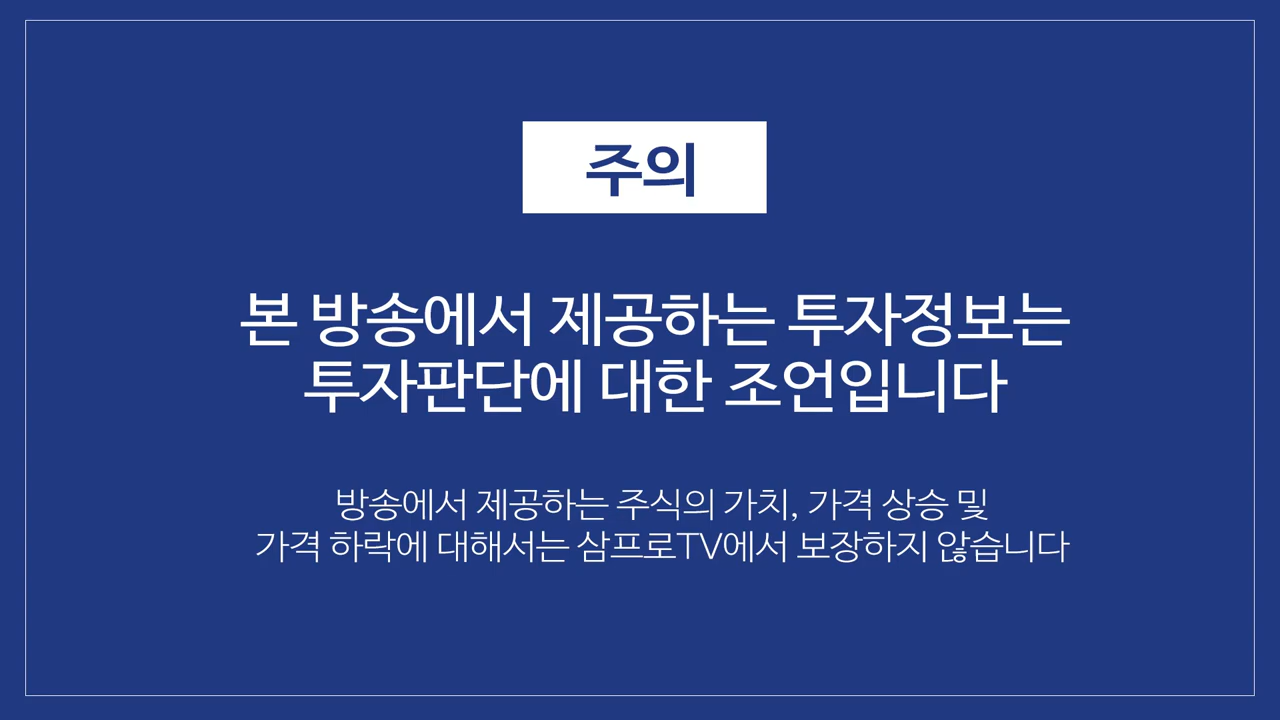 주의
본 방송에서 제공하는 투자정보는
투자판단에 대한 조언입니다
방송에서 제공하는 주식의 가치, 가격 상승 및
가격 하락에 대해서는 삼프로TV에서 보장하지 않습니다